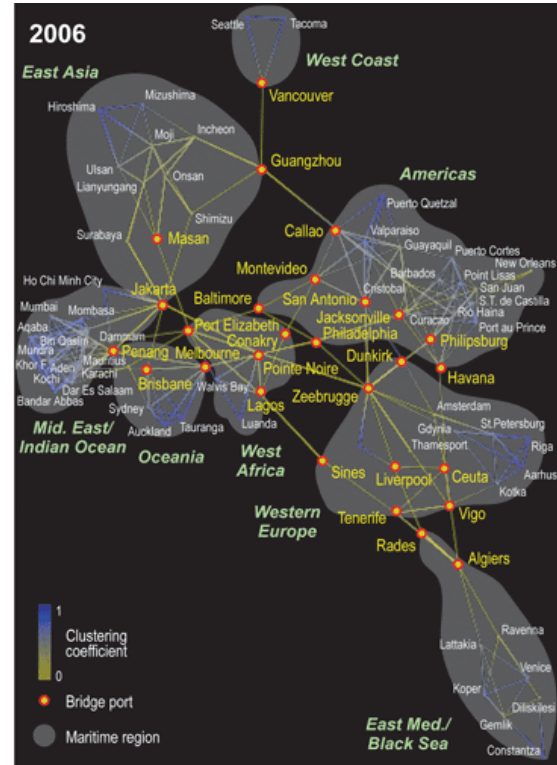 2006
Seattle
Tacoma
West Coast
East Asia
Vancouver
Hiroshima
Mizushima
Moji
Incheon
Guangzhou
Ulsan
Lianyungang
Onsan
Americas
Puerto Quetzal
Shimizu
Surabaya
Masan
Callao
Valparaiso
Guayaquil
Puerto Cortes
New Orleans
Montevideo
Barbados
Point Lisas
San Juan
Ho Chi Minh City
Jakarta
Baltimore
San Antonio
Cristobal
S.T. de Castilla
Mumbai
Mombasa
Jacksonville
Curacao
Rio Haina
Aqaba
Port Elizabeth
Philadelphia
Port au Prince
Bin Qasim
Dammam
Conakry
Philipsburg
Mundra
Penang
Melbourne
Dunkirk
Mauritius
Khor F.
Aden
Karachi
Pointe Noire
Havana
Kochi
Brisbane
Walvis Bay
Zeebrugge
Dar Es Salaam
Lagos
Amsterdam
Bandar Abbas
Sydney
Tauranga
Luanda
St.Petersburg
Gdynia
Mid. East/
Indian Ocean
Auckland
Thamesport
Riga
Oceania
West
Africa
Sines
Liverpool
Ceuta
Aarhus
Kotka
Western
Europe
Tenerife
Vigo
Rades
Algiers
1
Clustering
coefficient
0
Ravenna
Lattakia
Venice
Bridge port
Koper
Diliskilesi
Maritime region
Gemlik
East Med./
Black Sea
Constantza